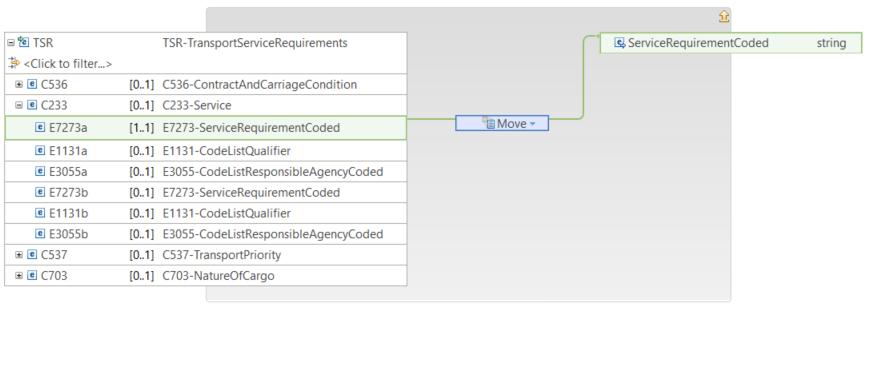 TSR TSR-TransportServiceRequirements
<Click to filter...>
C536 [0..1] C536-ContractAndCarriageCondition
C233 [0..1] C233-Service
E7273a [1..1] E7273-ServiceRequirementCoded
E1131a [0..1] E1131-CodeListQualifier
E3055a [0..1] E3055-CodeListResponsibleAgencyCoded
E7273b [0..1] E7273-ServiceRequirementCoded
E1131b [0..1] E1131-CodeListQualifier
E3055b [0..1] E3055-CodeListResponsibleAgencyCoded
C537 [0..1] C537-TransportPriority
C703 [0..1] C703-NatureOfCargo
Move
ServiceRequirementCoded string